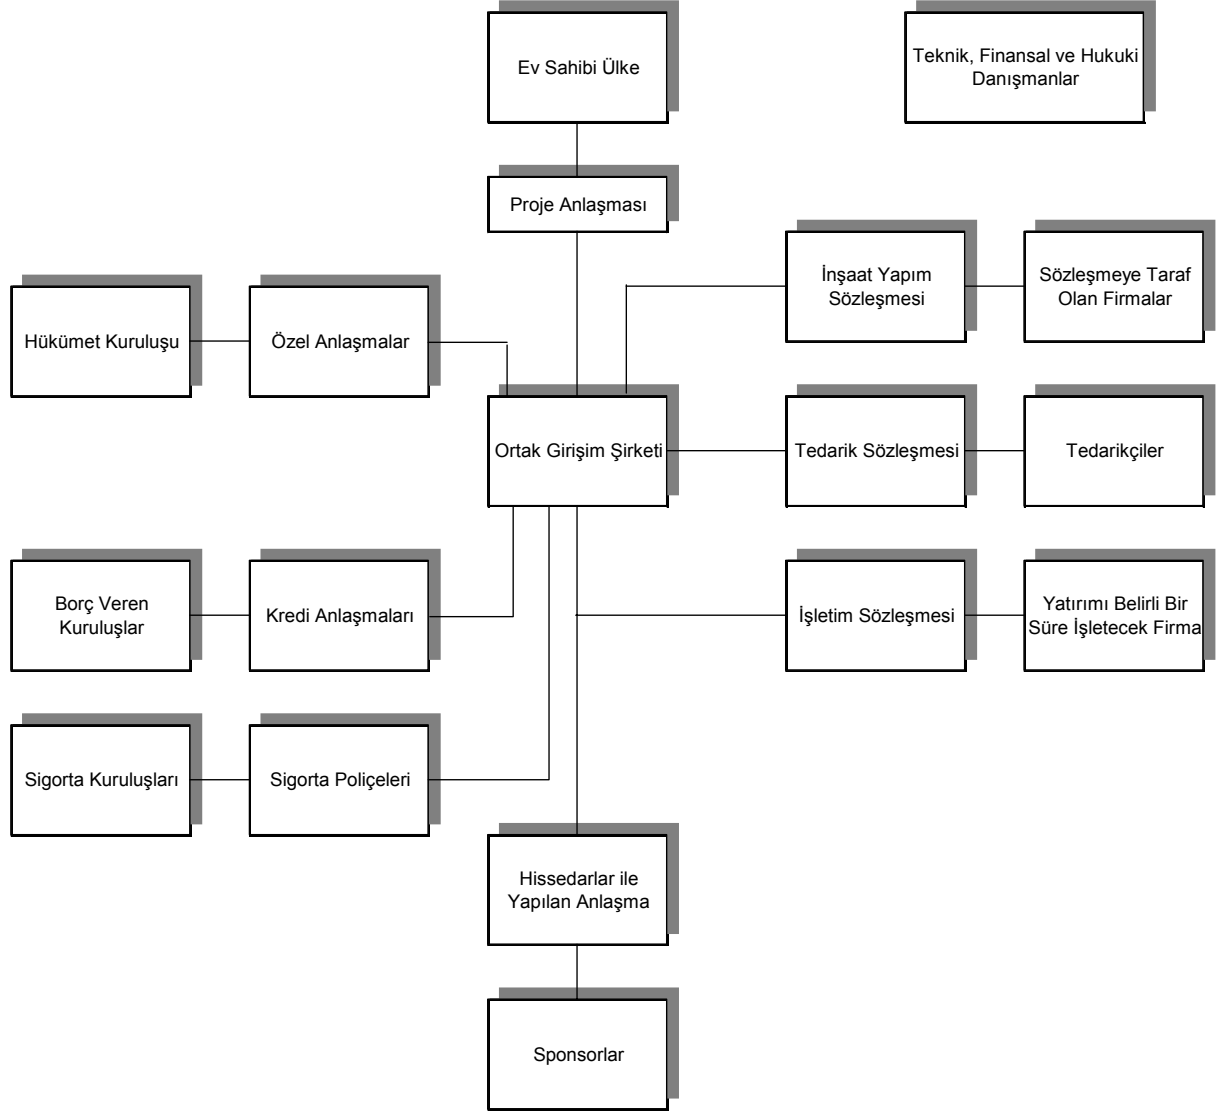 Ev Sahibi Ülke
Teknik, Finansal ve Hukuki
Danışmanlar
Proje Anlaşması
İnşaat Yapım
Sözleşmesi
Sözleşmeye Taraf
Olan Firmalar
Hükümet Kuruluşu
Özel Anlaşmalar
Ortak Girişim Şirketi
Tedarik Sözleşmesi
Tedarikçiler
Borç Veren
Kuruluşlar
Kredi Anlaşmaları
İşletim Sözleşmesi
Yatırımı Belirli Bir
Süre İşletecek Firma
Sigorta Kuruluşları
Sigorta Poliçeleri
Hissedarlar ile
Yapılan Anlaşma
Sponsorlar